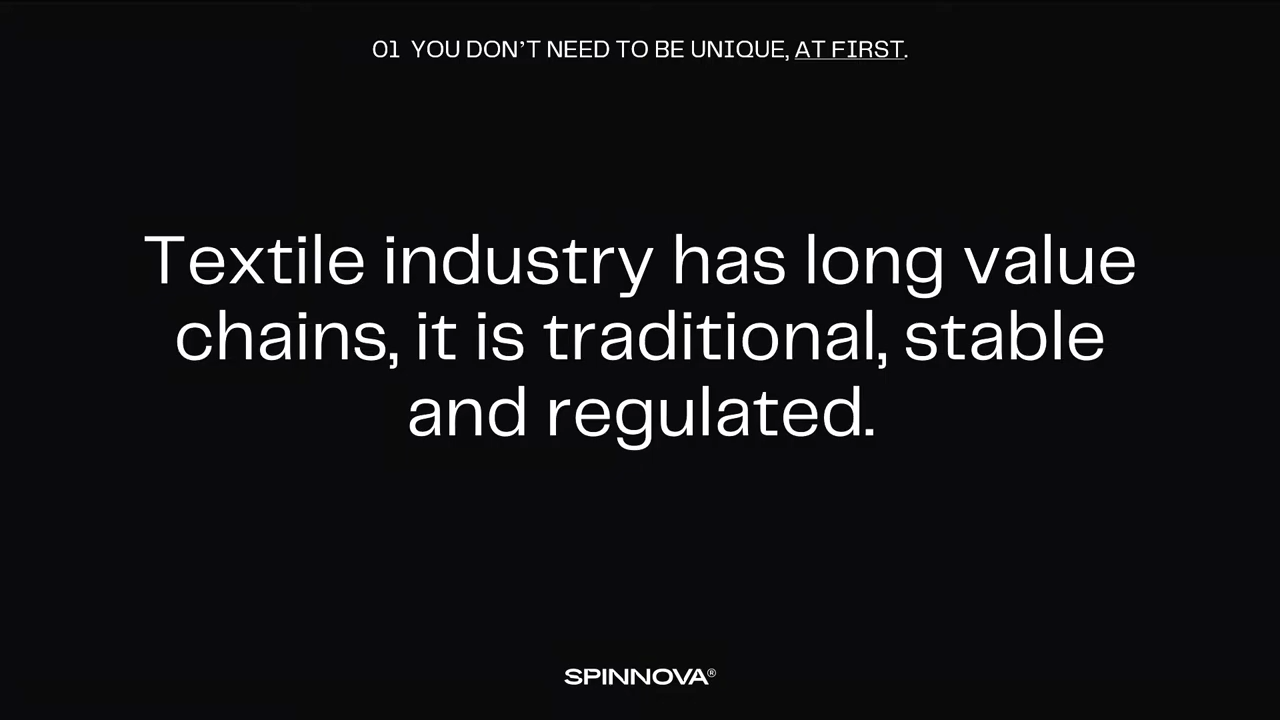 01 YOU DON’T NEED TO BE UNIQUE, AT FIRST.
Textile industry has long value
chains, it is traditional, stable
and regulated.
SPINNOVA®